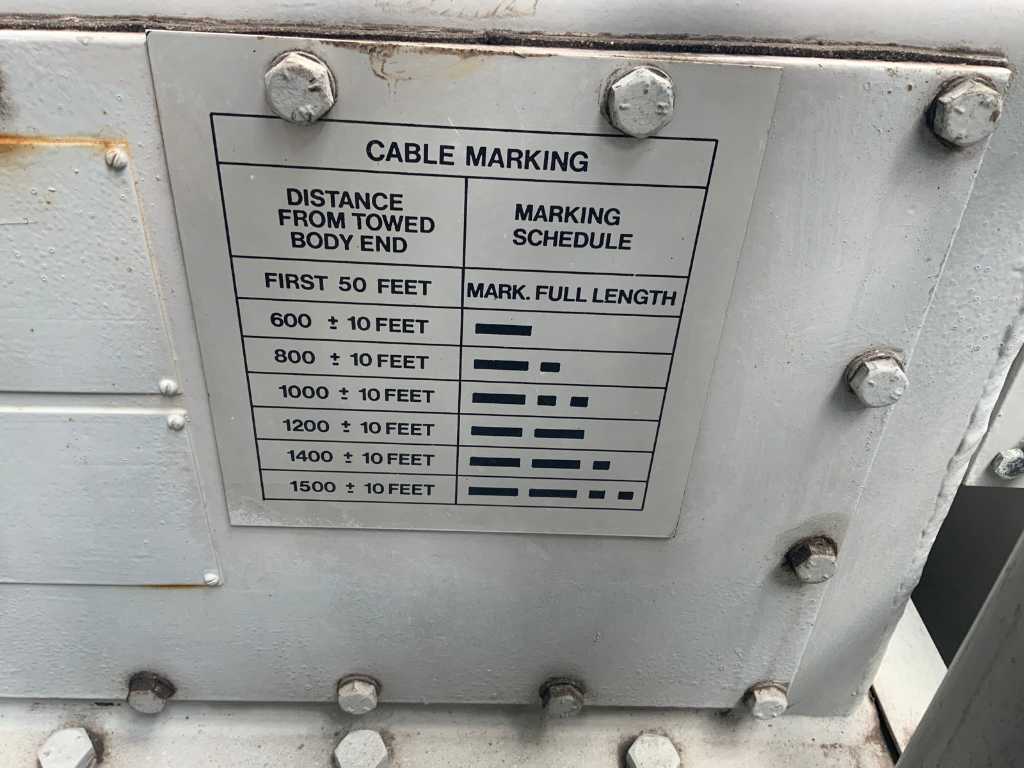 CABLE MARKING
DISTANCE
FROM TOWED
BODY END
MARKING
SCHEDULE
FIRST 50 FEET MARK. FULL LENGTH
600 ± 10 FEET
800 ± 10 FEET
1000 ± 10 FEET
1200 ± 10 FEET
1400 ± 10 FEET
1500 ± 10 FEET